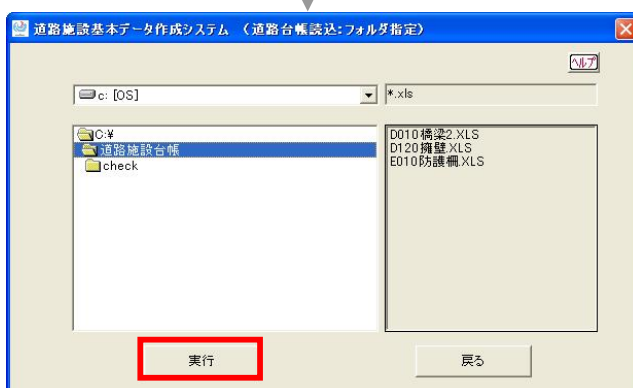 道路施設基本データ作成システム (道路台帳読込:フォルダ指定)
ヘルプ
c: [OS]
*.xls
C:¥
道路施設台帳
check
D010橋梁2.XLS
D120擁壁.XLS
E010防護柵.XLS
実行
戻る